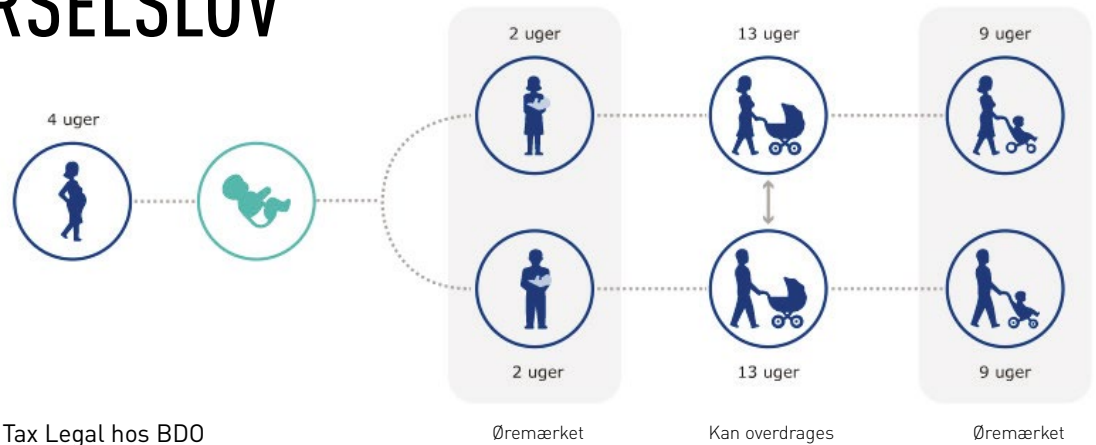 RSELSLOV
4 uger
2 uger
13 uger
9 uger
2 uger
13 uger
9 uger
Tax Legal hos BDO
Øremærket
Kan overdrages
Øremærket